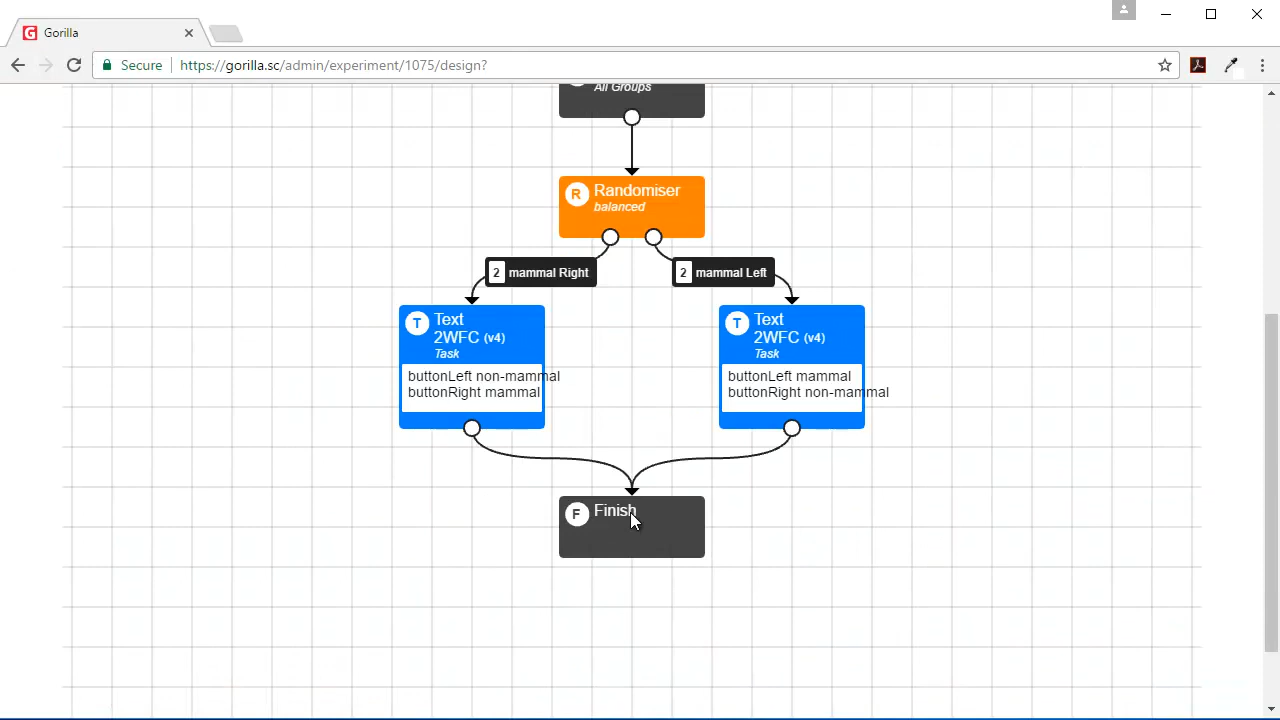 Gorilla
Secure
https://gorilla.sc/admin/experiment/1075/design?
All Groups
R
Randomiser
balanced
2 mammal Right
2 mammal Left
T
Text
2WFC (v4)
Task
buttonLeft non-mammal
buttonRight mammal
T
Text
2WFC (v4)
Task
buttonLeft mammal
buttonRight non-mammal
F
Finish